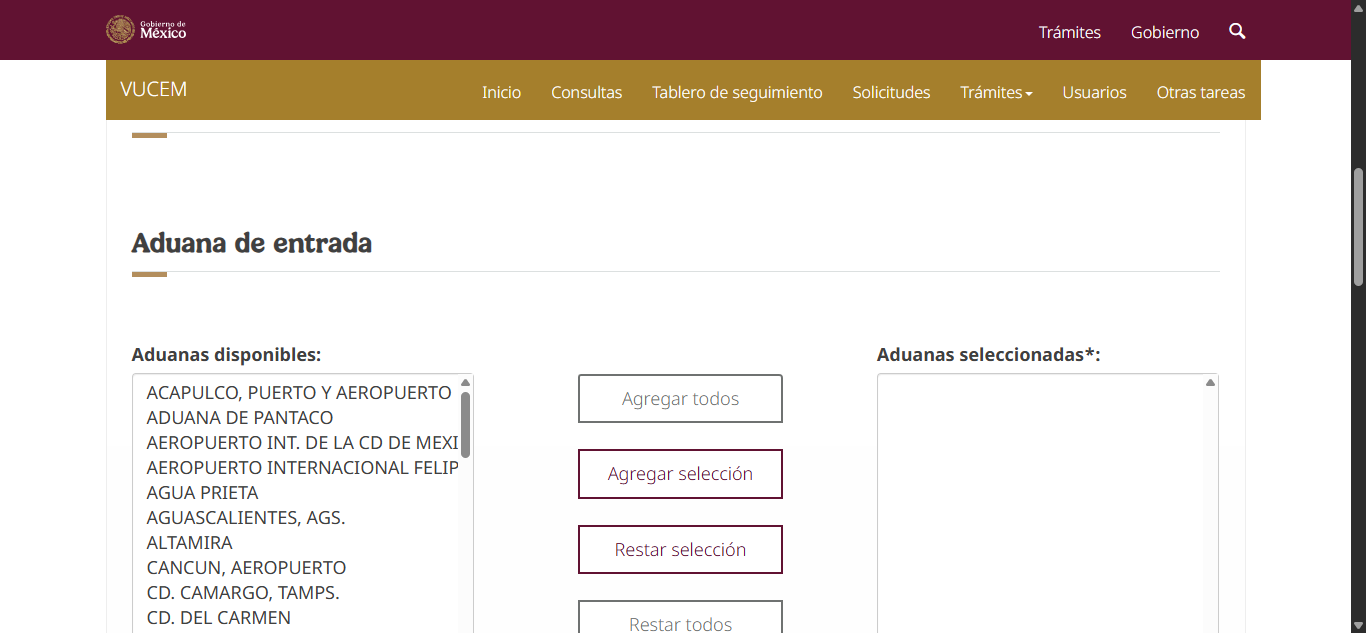 Gobierno de
México
Trámites
Gobierno
VUCEM
Inicio
Consultas
Tablero de seguimiento
Solicitudes
Trámites
Usuarios
Otras tareas
Aduana de entrada
Aduanas disponibles:
ACAPULCO, PUERTO Y AEROPUERTO
ADUANA DE PANTACO
AEROPUERTO INT. DE LA CD DE MEXI
AEROPUERTO INTERNACIONAL FELIP
AGUA PRIETA
AGUASCALIENTES, AGS.
ALTAMIRA
CANCUN, AEROPUERTO
CD. CAMARGO, TAMPS.
CD. DEL CARMEN
Agregar todos
Agregar selección
Restar selección
Restar todos
Aduanas seleccionadas*: